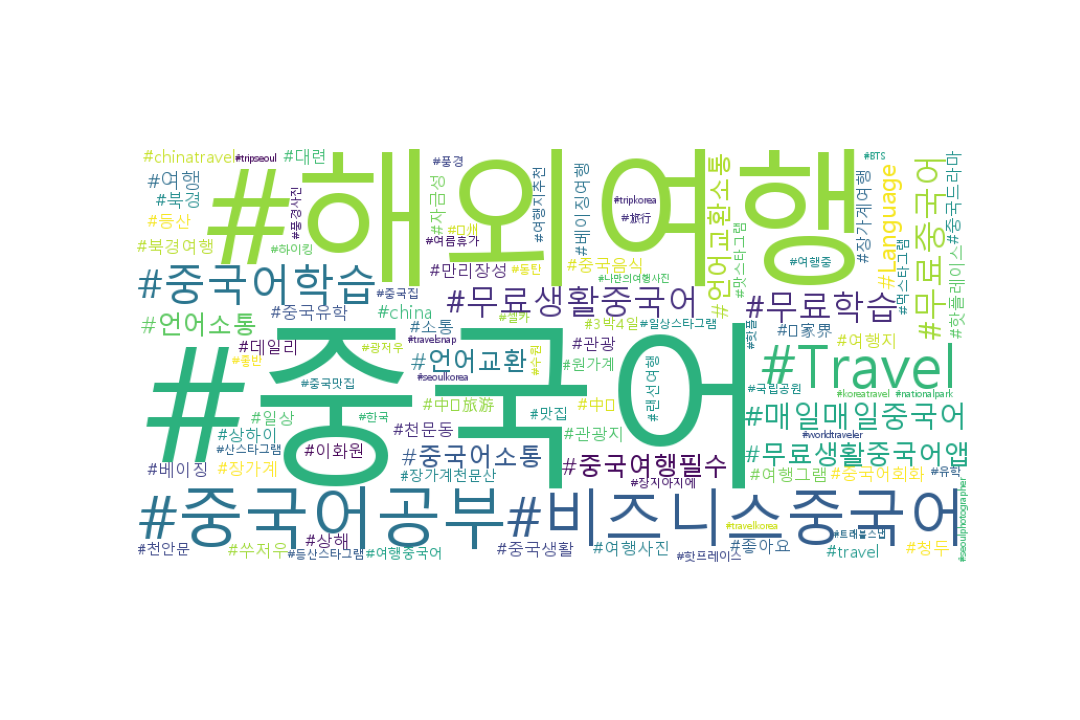 #chinatravel
#tripseoul
#대련
#해외여행
#풍경
#BTS
#여행
#북경
#등산
#북경여행
#풍경사진
#하이킹
#자금성
#여름휴가
#여행지추천
#베이징여행
#tripkorea
#旅行
#여행중
#언어교환소통
#맛스타그램
#장가계여행
#Language
#먹스타그램
#무료중국어
#중국드라마
#핫플레이스
#중국어학습
#만리장성
#동틴
#중국음식
#나만의여행사진
#중국집
#무료생활중국어
#무료학습
#언어소통
#중국유학
#china
#셀카
#3박4일
#일상스타그램
#핫플
#여행지
#데일리
#소통
#travelsnap
#관광
#광저우
#언어교환
#수원
#원가계
#중국어
#Travel
#중국맛집
#seoulkorea
#랜선여행
#국립공원
#koreatravel
#nationalpark
#일상
#한국
#맛집
#매일매일중국어
#상하이
#천문동
#관광지
#worldtraveler
#산스타그램
#이화원
#중국어소통
#중국여행필수
#무료생활중국어앱
#베이징
#장가계
#장가계천문산
#장지아지에
#여행그램
#중국어회화
#유학
#중국어공부
#비즈니스중국어
#seoulphotographer
#travelkorea
#트래블스냅
#천안문
#쑤저우
#등산스타그램
#상해
#여행중국어
#중국생활
#여행사진
#핫프레이스
#좋아요
#travel
#청두